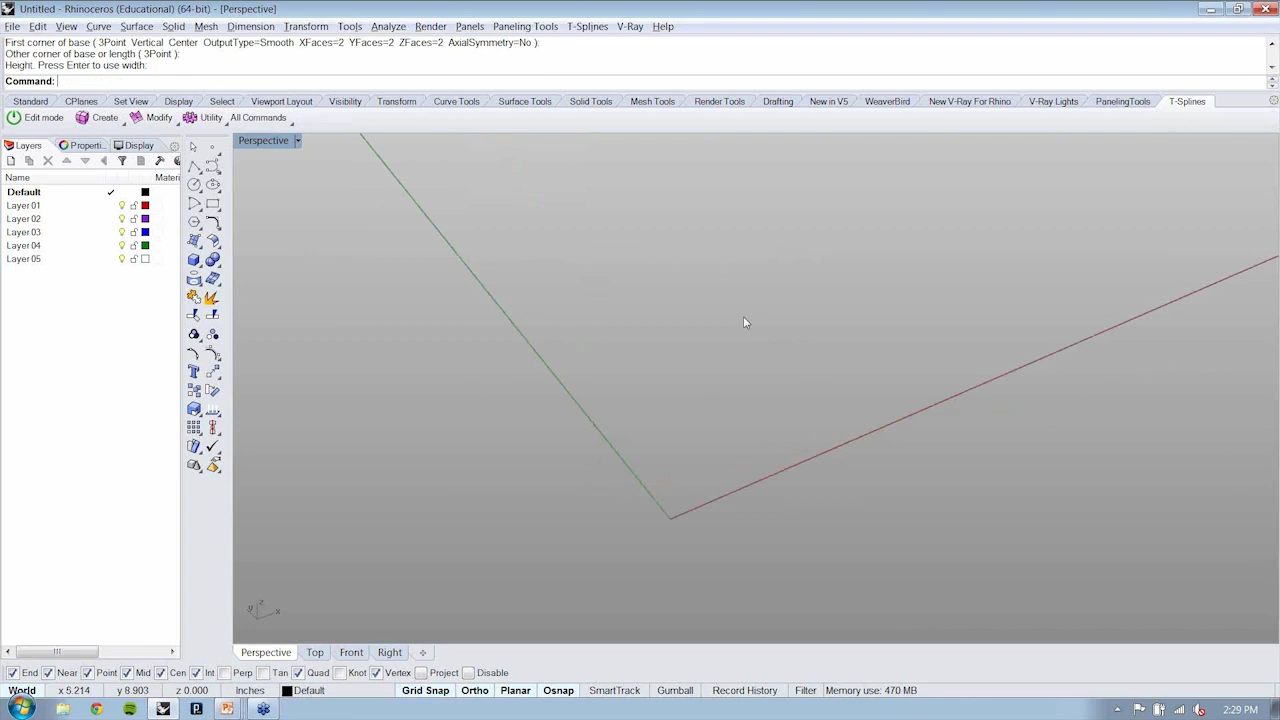 Untitled - Rhinoceros (Educational) (64-bit) - [Perspective]
File Edit View Curve Surface Solid Mesh Dimension Transform Tools Analyze Render Panels Paneling Tools T-Splines V-Ray Help
First corner of base ( 3Point Vertical Center OutputType=Smooth XFaces=2 YFaces=2 ZFaces=2 AxialSymmetry=No ):
Other corner of base or length ( 3Point ):
Height. Press Enter to use width:
Command:
Standard CPlanes Set View Display Select Viewport Layout Visibility Transform Curve Tools Surface Tools Solid Tools Mesh Tools Render Tools Drafting New in V5 WeaverBird New V-Ray For Rhino V-Ray Lights PanelingTools T-Splines
Edit mode Create Modify Utility All Commands
Layers Properti... Display
Perspective
Name Materi
Default
Layer 01
Layer 02
Layer 03
Layer 04
Layer 05
y z x
Perspective Top Front Right
End Near Point Mid Cen Int Perp Tan Quad Knot Vertex Project Disable
World x 5.214 y 8.903 z 0.000 Inches Default Grid Snap Ortho Planar Osnap SmartTrack Gumball Record History Filter Memory use: 470 MB
2:29 PM